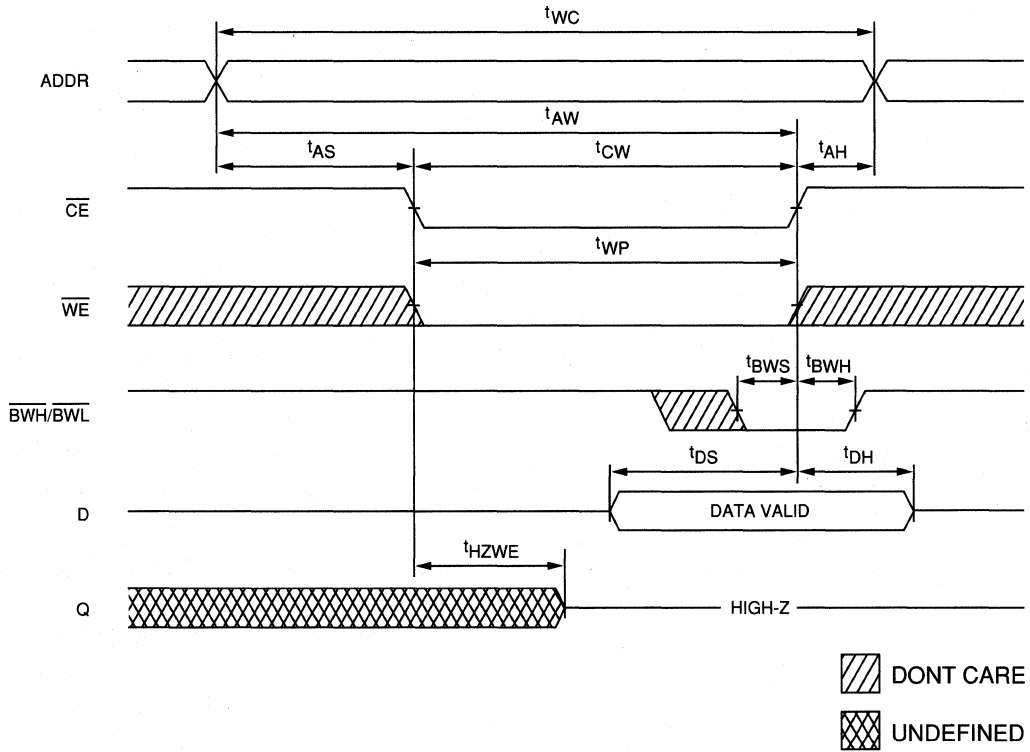 tWC
ADDR
tAW
tAS tCW tAH
CE
tWP
WE
tBWS tBWH
BWH/BWL
tDS tDH
D DATA VALID
tHZWE
Q HIGH-Z
DONT CARE
UNDEFINED